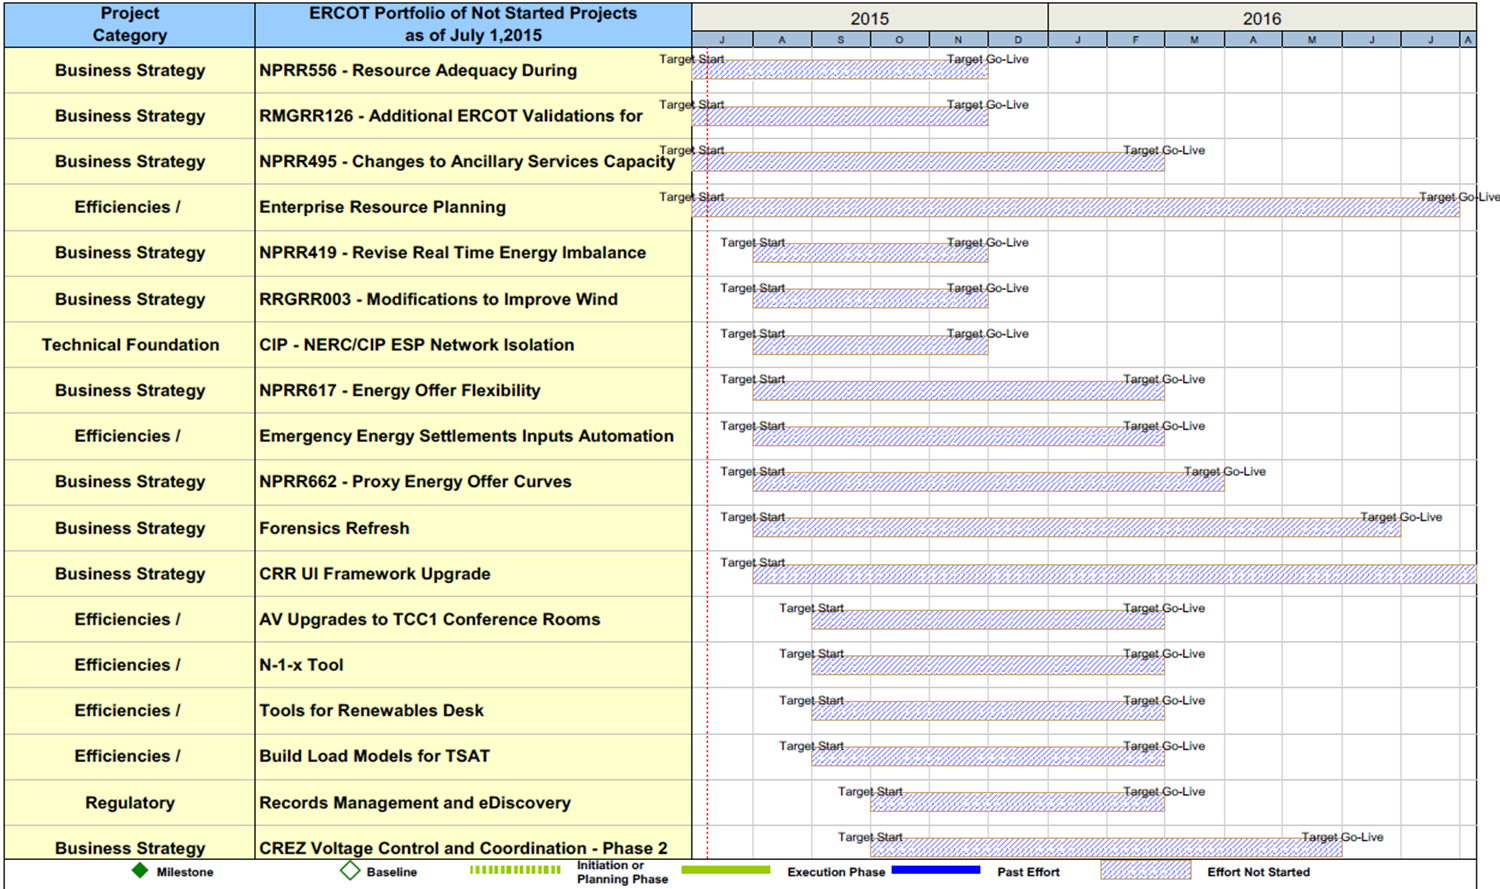 Project Category
ERCOT Portfolio of Not Started Projects as of July 1,2015
2015 2016
J A S O N D J F M A M J J A
Business Strategy NPRR556 - Resource Adequacy During Target Start Target Go-Live
Business Strategy RMGRR126 - Additional ERCOT Validations for Target Start Target Go-Live
Business Strategy NPRR495 - Changes to Ancillary Services Capacity Target Start Target Go-Live
Efficiencies / Enterprise Resource Planning Target Start Target Go-Live
Business Strategy NPRR419 - Revise Real Time Energy Imbalance Target Start Target Go-Live
Business Strategy RRGRR003 - Modifications to Improve Wind Target Start Target Go-Live
Technical Foundation CIP - NERC/CIP ESP Network Isolation Target Start Target Go-Live
Business Strategy NPRR617 - Energy Offer Flexibility Target Start Target Go-Live
Efficiencies / Emergency Energy Settlements Inputs Automation Target Start Target Go-Live
Business Strategy NPRR662 - Proxy Energy Offer Curves Target Start Target Go-Live
Business Strategy Forensics Refresh Target Start Target Go-Live
Business Strategy CRR UI Framework Upgrade Target Start
Efficiencies / AV Upgrades to TCC1 Conference Rooms Target Start Target Go-Live
Efficiencies / N-1-x Tool Target Start Target Go-Live
Efficiencies / Tools for Renewables Desk Target Start Target Go-Live
Efficiencies / Build Load Models for TSAT Target Start Target Go-Live
Regulatory Records Management and eDiscovery Target Start Target Go-Live
Business Strategy CREZ Voltage Control and Coordination - Phase 2 Target Start Target Go-Live
Milestone Baseline Initiation or Planning Phase Execution Phase Past Effort Effort Not Started